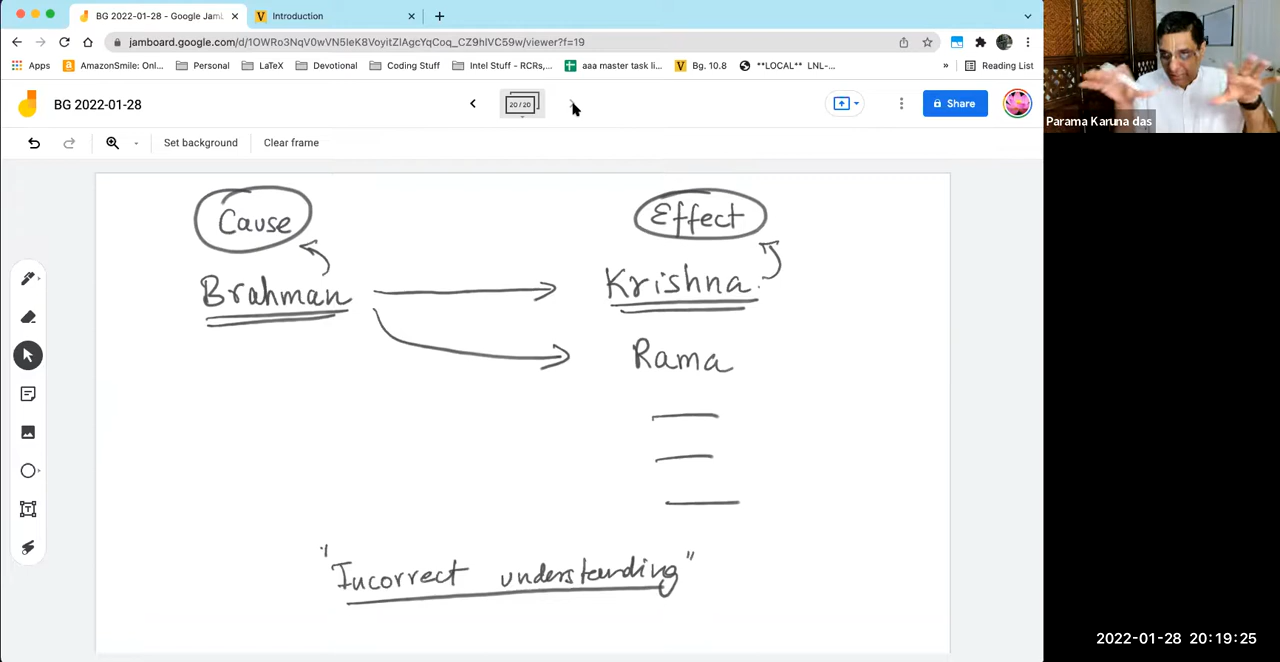 BG 2022-01-28 - Google JamL
Introduction
jamboard.google.com/d/1OWRo3NqV0wVN5IeK8VoyitZlAgcYqCoq_CZ9hIVC59w/viewer?f=19
Apps
AmazonSmile: Onl...
Personal
LaTeX
Devotional
Coding Stuff
Intel Stuff - RCRs,...
aaa master task li...
Bg. 10.8
**LOCAL** LNL-...
»
Reading List
BG 2022-01-28
20 / 20
Share
Parama Karuna das
Set background
Clear frame
Cause
Effect
Brahman
Krishna.
Rama
"Incorrect understanding"
2022-01-28 20:19:25